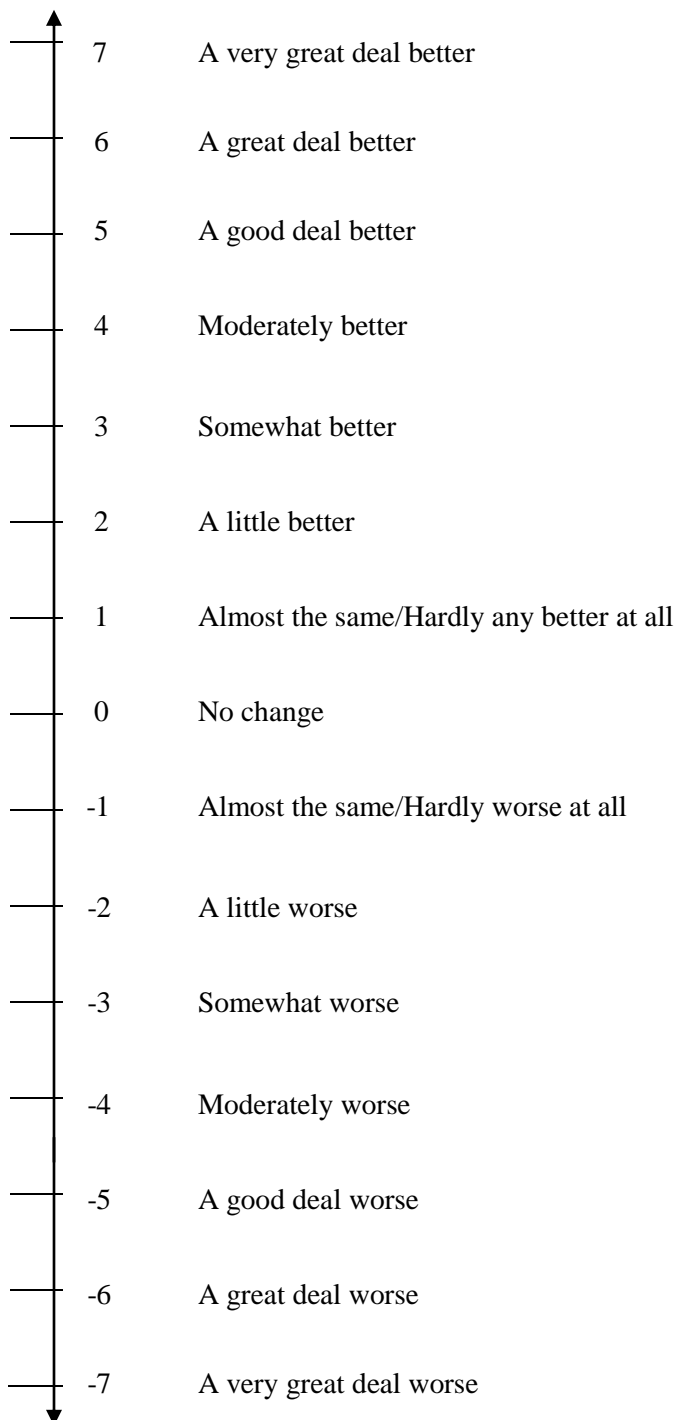 7 A very great deal better
6 A great deal better
5 A good deal better
4 Moderately better
3 Somewhat better
2 A little better
1 Almost the same/Hardly any better at all
0 No change
-1 Almost the same/Hardly worse at all
-2 A little worse
-3 Somewhat worse
-4 Moderately worse
-5 A good deal worse
-6 A great deal worse
-7 A very great deal worse